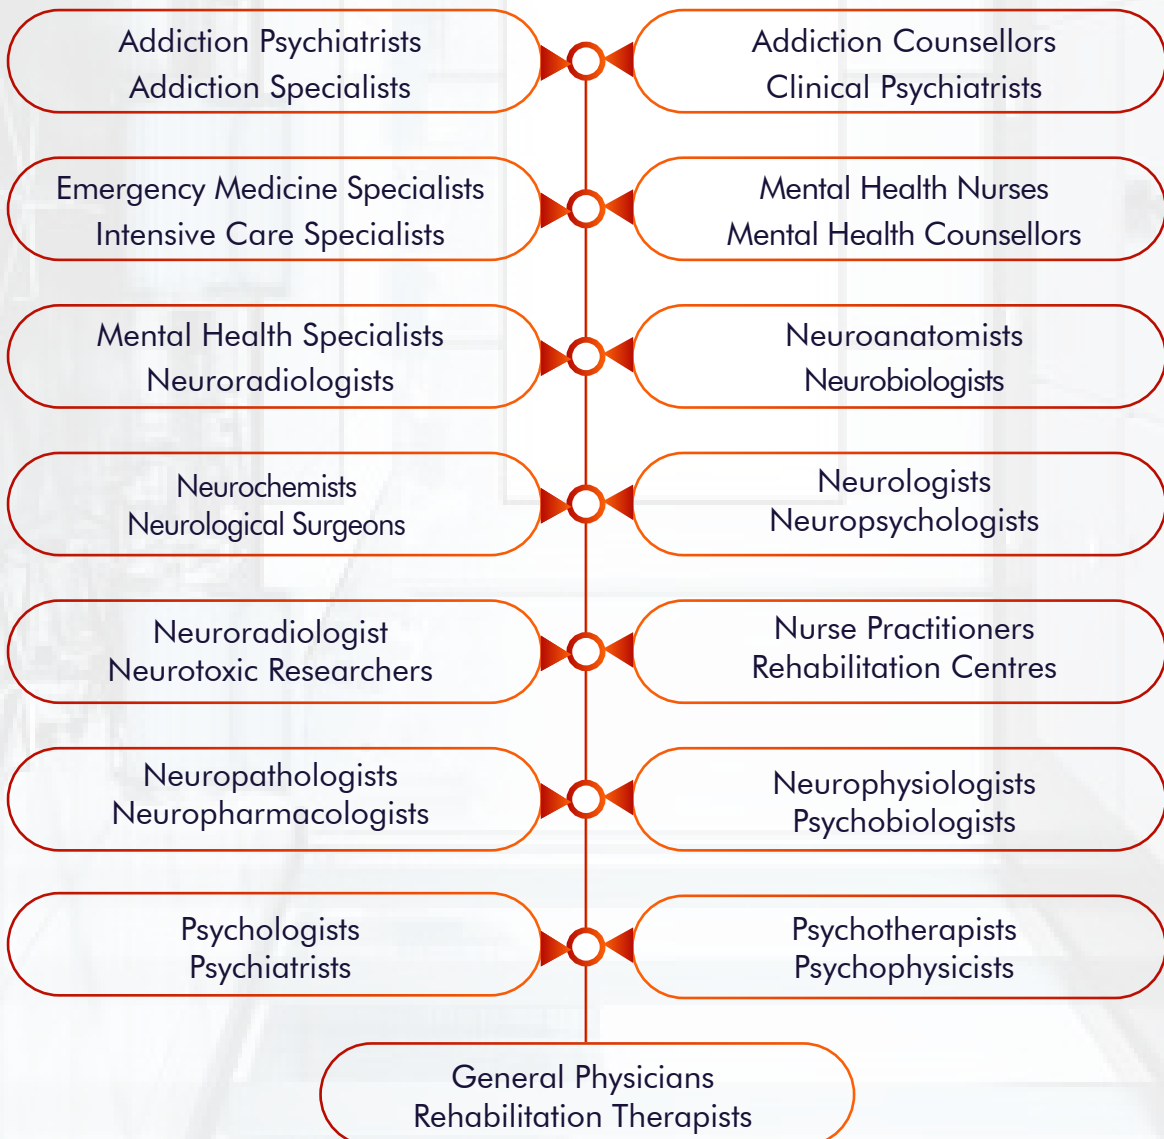 Addiction Psychiatrists
Addiction Specialists
Addiction Counsellors
Clinical Psychiatrists
Emergency Medicine Specialists
Intensive Care Specialists
Mental Health Nurses
Mental Health Counsellors
Mental Health Specialists
Neuroradiologists
Neuroanatomists
Neurobiologists
Neurochemists
Neurological Surgeons
Neurologists
Neuropsychologists
Neuroradiologist
Neurotoxic Researchers
Nurse Practitioners
Rehabilitation Centres
Neuropathologists
Neuropharmacologists
Neurophysiologists
Psychobiologists
Psychologists
Psychiatrists
Psychotherapists
Psychophysicists
General Physicians
Rehabilitation Therapists